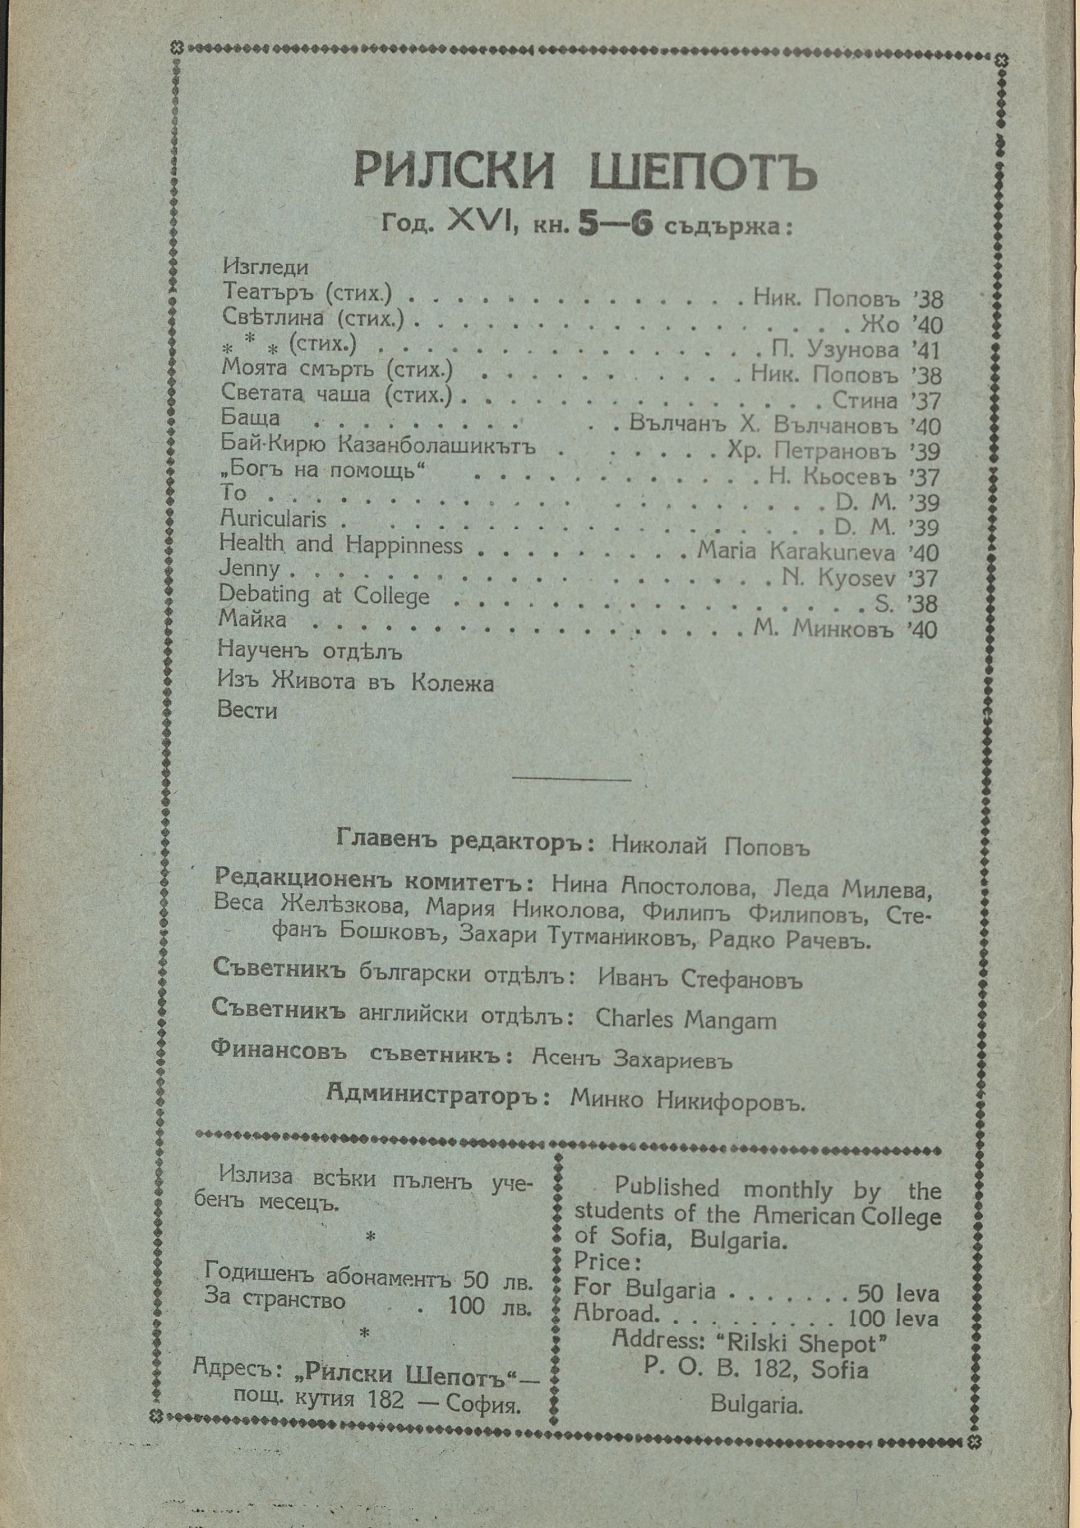 РИЛСКИ ШЕПОТЪ
Год. XVI, кн. 5—6 съдържа:
Изгледи
Театъръ (стих.) . . . . . . . . . . . . . . Ник. Поповъ '38
Свѣтлина (стих.) . . . . . . . . . . . . . . . . . . Жо '40
* * * (стих.) . . . . . . . . . . . . . . . . П. Узунова '41
Моята смърть (стих.) . . . . . . . . . . . Ник. Поповъ '38
Светата чаша (стих.) . . . . . . . . . . . . . . . Стина '37
Баща . . . . . . . . . . . Вълчанъ Х. Вълчановъ '40
Бай-Кирю Казанболашикътъ . . . . . . Хр. Петрановъ '39
„Богъ на помощь“ . . . . . . . . . . . . . Н. Кьосевъ '37
То . . . . . . . . . . . . . . . . . . . . . . . D. M. '39
Auricularis . . . . . . . . . . . . . . . . . . . D. M. '39
Health and Happinness . . . . . . . . . Maria Karakuneva '40
Jenny . . . . . . . . . . . . . . . . . . . N. Kyosev '37
Debating at College . . . . . . . . . . . . . . . . . S. '38
Майка . . . . . . . . . . . . . . . . . . М. Минковъ '40
Наученъ отдѣлъ
Изъ Живота въ Колежа
Вести
Главенъ редакторъ: Николай Поповъ
Редакционенъ комитетъ: Нина Апостолова, Леда Милева,
Веса Желѣзкова, Мария Николова, Филипъ Филиповъ, Сте-
фанъ Бошковъ, Захари Тутманиковъ, Радко Рачевъ.
Съветникъ български отдѣлъ: Иванъ Стефановъ
Съветникъ английски отдѣлъ: Charles Mangam
Финансовъ съветникъ: Асенъ Захариевъ
Администраторъ: Минко Никифоровъ.
Излиза всѣки пъленъ уче-
бенъ месецъ.
*
Годишенъ абонаментъ 50 лв.
За странство . 100 лв.
*
Адресъ: „Рилски Шепотъ“—
пощ. кутия 182 — София.
Published monthly by the
students of the American College
of Sofia, Bulgaria.
Price:
For Bulgaria . . . . . . . 50 leva
Abroad. . . . . . . . . . 100 leva
Address: “Rilski Shepot”
P. O. B. 182, Sofia
Bulgaria.